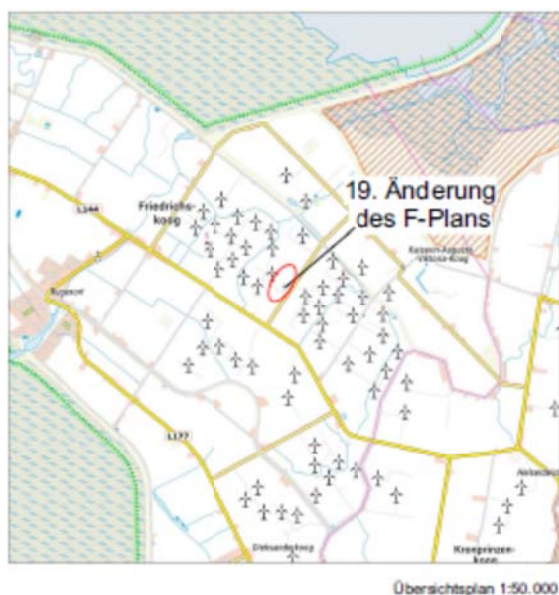 19. Änderung
des F-Plans
L144
Friedrichs-
koog
Kaiserin-Auguste-
Viktoria-Koog
L177
Dieksanderkoog
Kronprinzen-
koog
Übersichtsplan 1:50.000